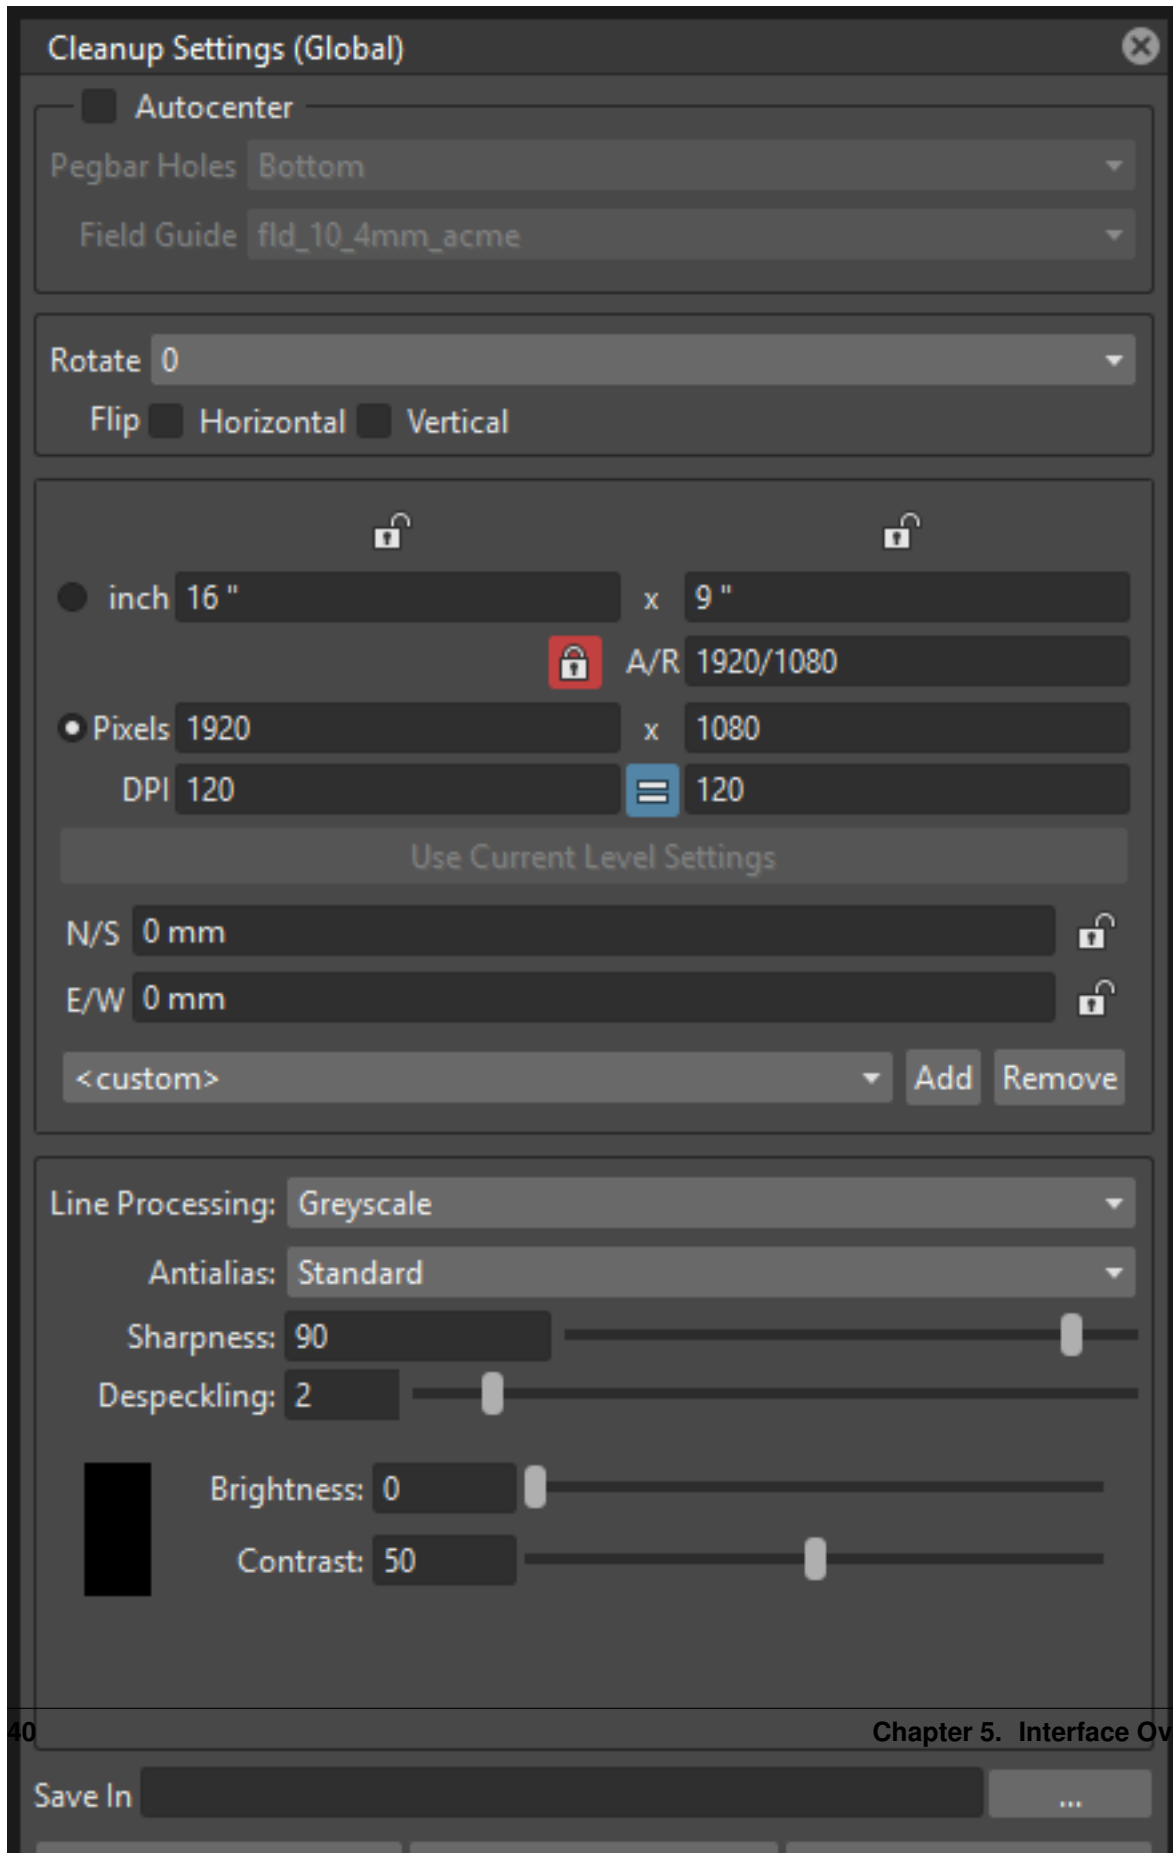 Cleanup Settings (Global)
Autocenter
Pegbar Holes Bottom
Field Guide fld_10_4mm_acme
Rotate 0
Flip Horizontal Vertical
inch 16 " x 9 "
A/R 1920/1080
Pixels 1920 x 1080
DPI 120 = 120
Use Current Level Settings
N/S 0 mm
E/W 0 mm
<custom> Add Remove
Line Processing: Greyscale
Antialias: Standard
Sharpness: 90
Despeckling: 2
Brightness: 0
Contrast: 50
40 Chapter 5. Interface Ov
Save In ...